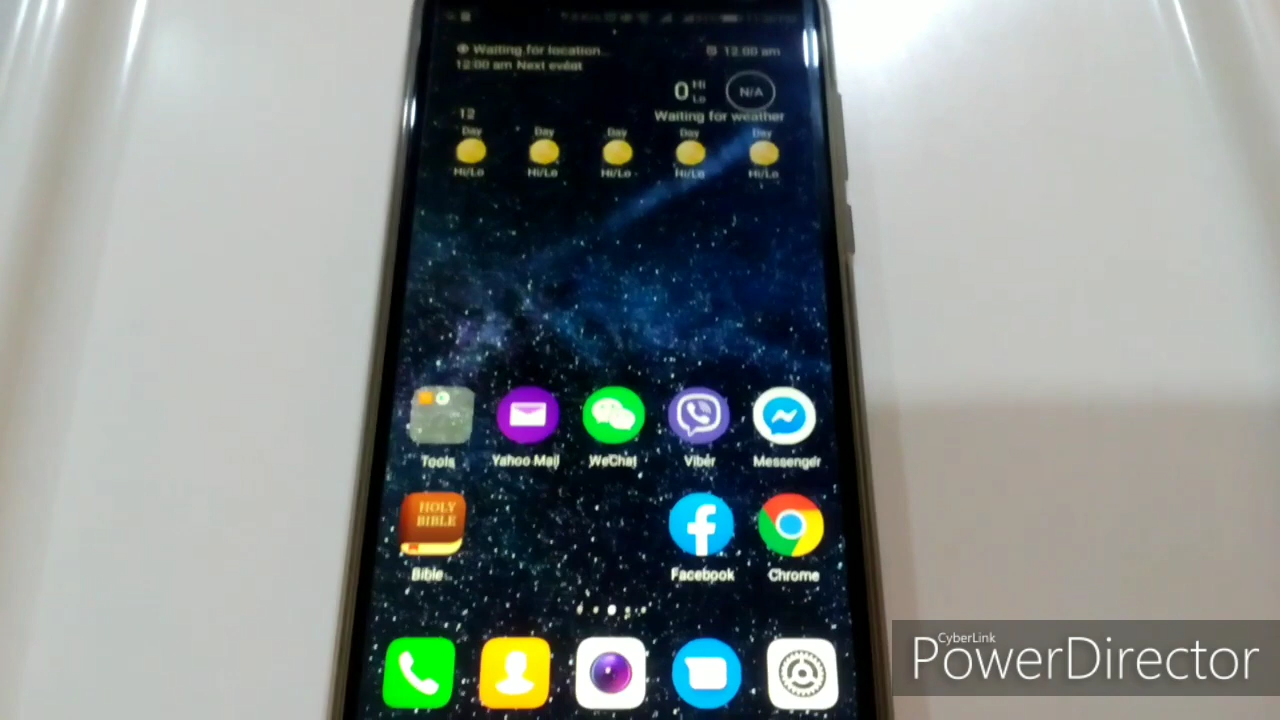 Waiting for location...
12:00 am
12:00 am Next event
0 Hi
Lo
N/A
12
Waiting for weather
Day Day Day Day Day
Hi/Lo Hi/Lo Hi/Lo Hi/Lo Hi/Lo
Tools Yahoo Mail WeChat Viber Messenger
HOLY
BIBLE
Bible Facebook Chrome
CyberLink
PowerDirector